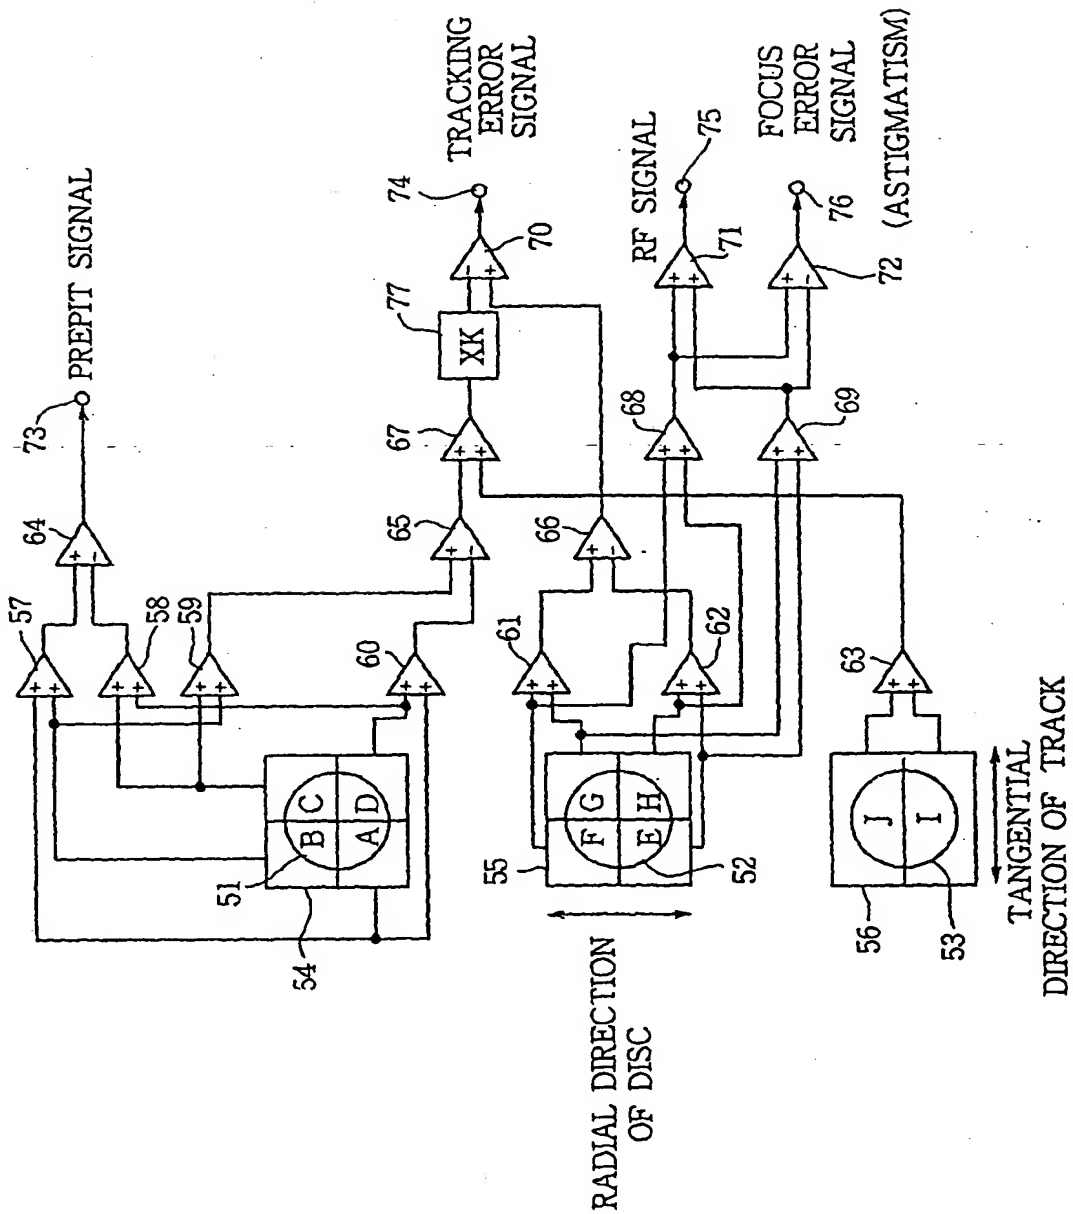 TRACKING
ERROR
SIGNAL
PREPIT SIGNAL
73
74
70
77
XK
RF SIGNAL
75
71
FOCUS
ERROR
SIGNAL
(ASTIGMATISM)
76
72
64
+
-
-
+
67
+
+
68
+
+
69
+
+
+
+
+
-
65
+
-
66
+
-
57
+
+
58
+
+
59
+
+
60
+
+
61
+
+
62
+
+
63
+
+
51
B C
A D
54
55
F G
E H
52
56
J
I
53
RADIAL DIRECTION
OF DISC
TANGENTIAL
DIRECTION OF TRACK